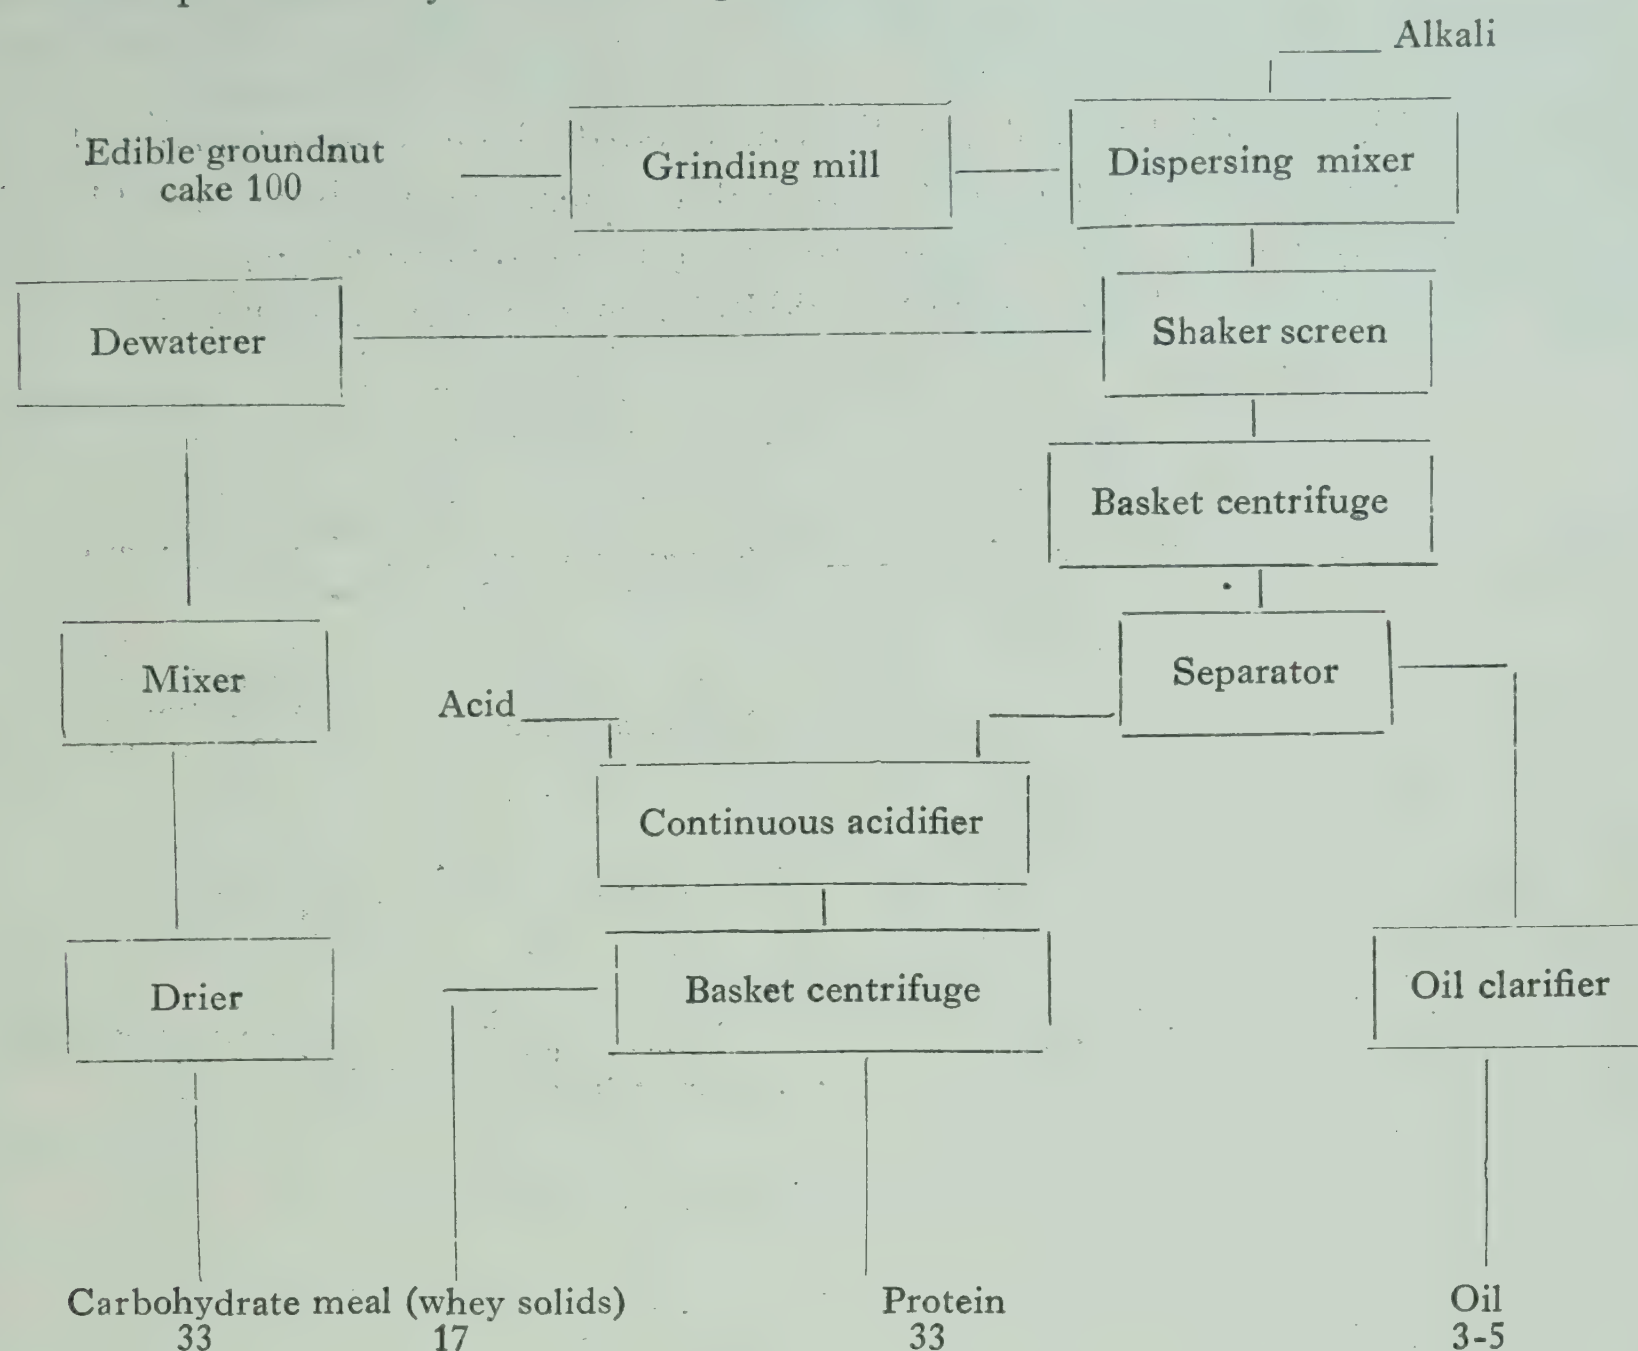 Alkali
Edible groundnut
cake 100
Grinding mill
Dispersing mixer
Dewaterer
Shaker screen
Basket centrifuge
Mixer
Separator
Acid
Continuous acidifier
Drier
Basket centrifuge
Oil clarifier
Carbohydrate meal (whey solids)
Protein
Oil
33
17
33
3-5